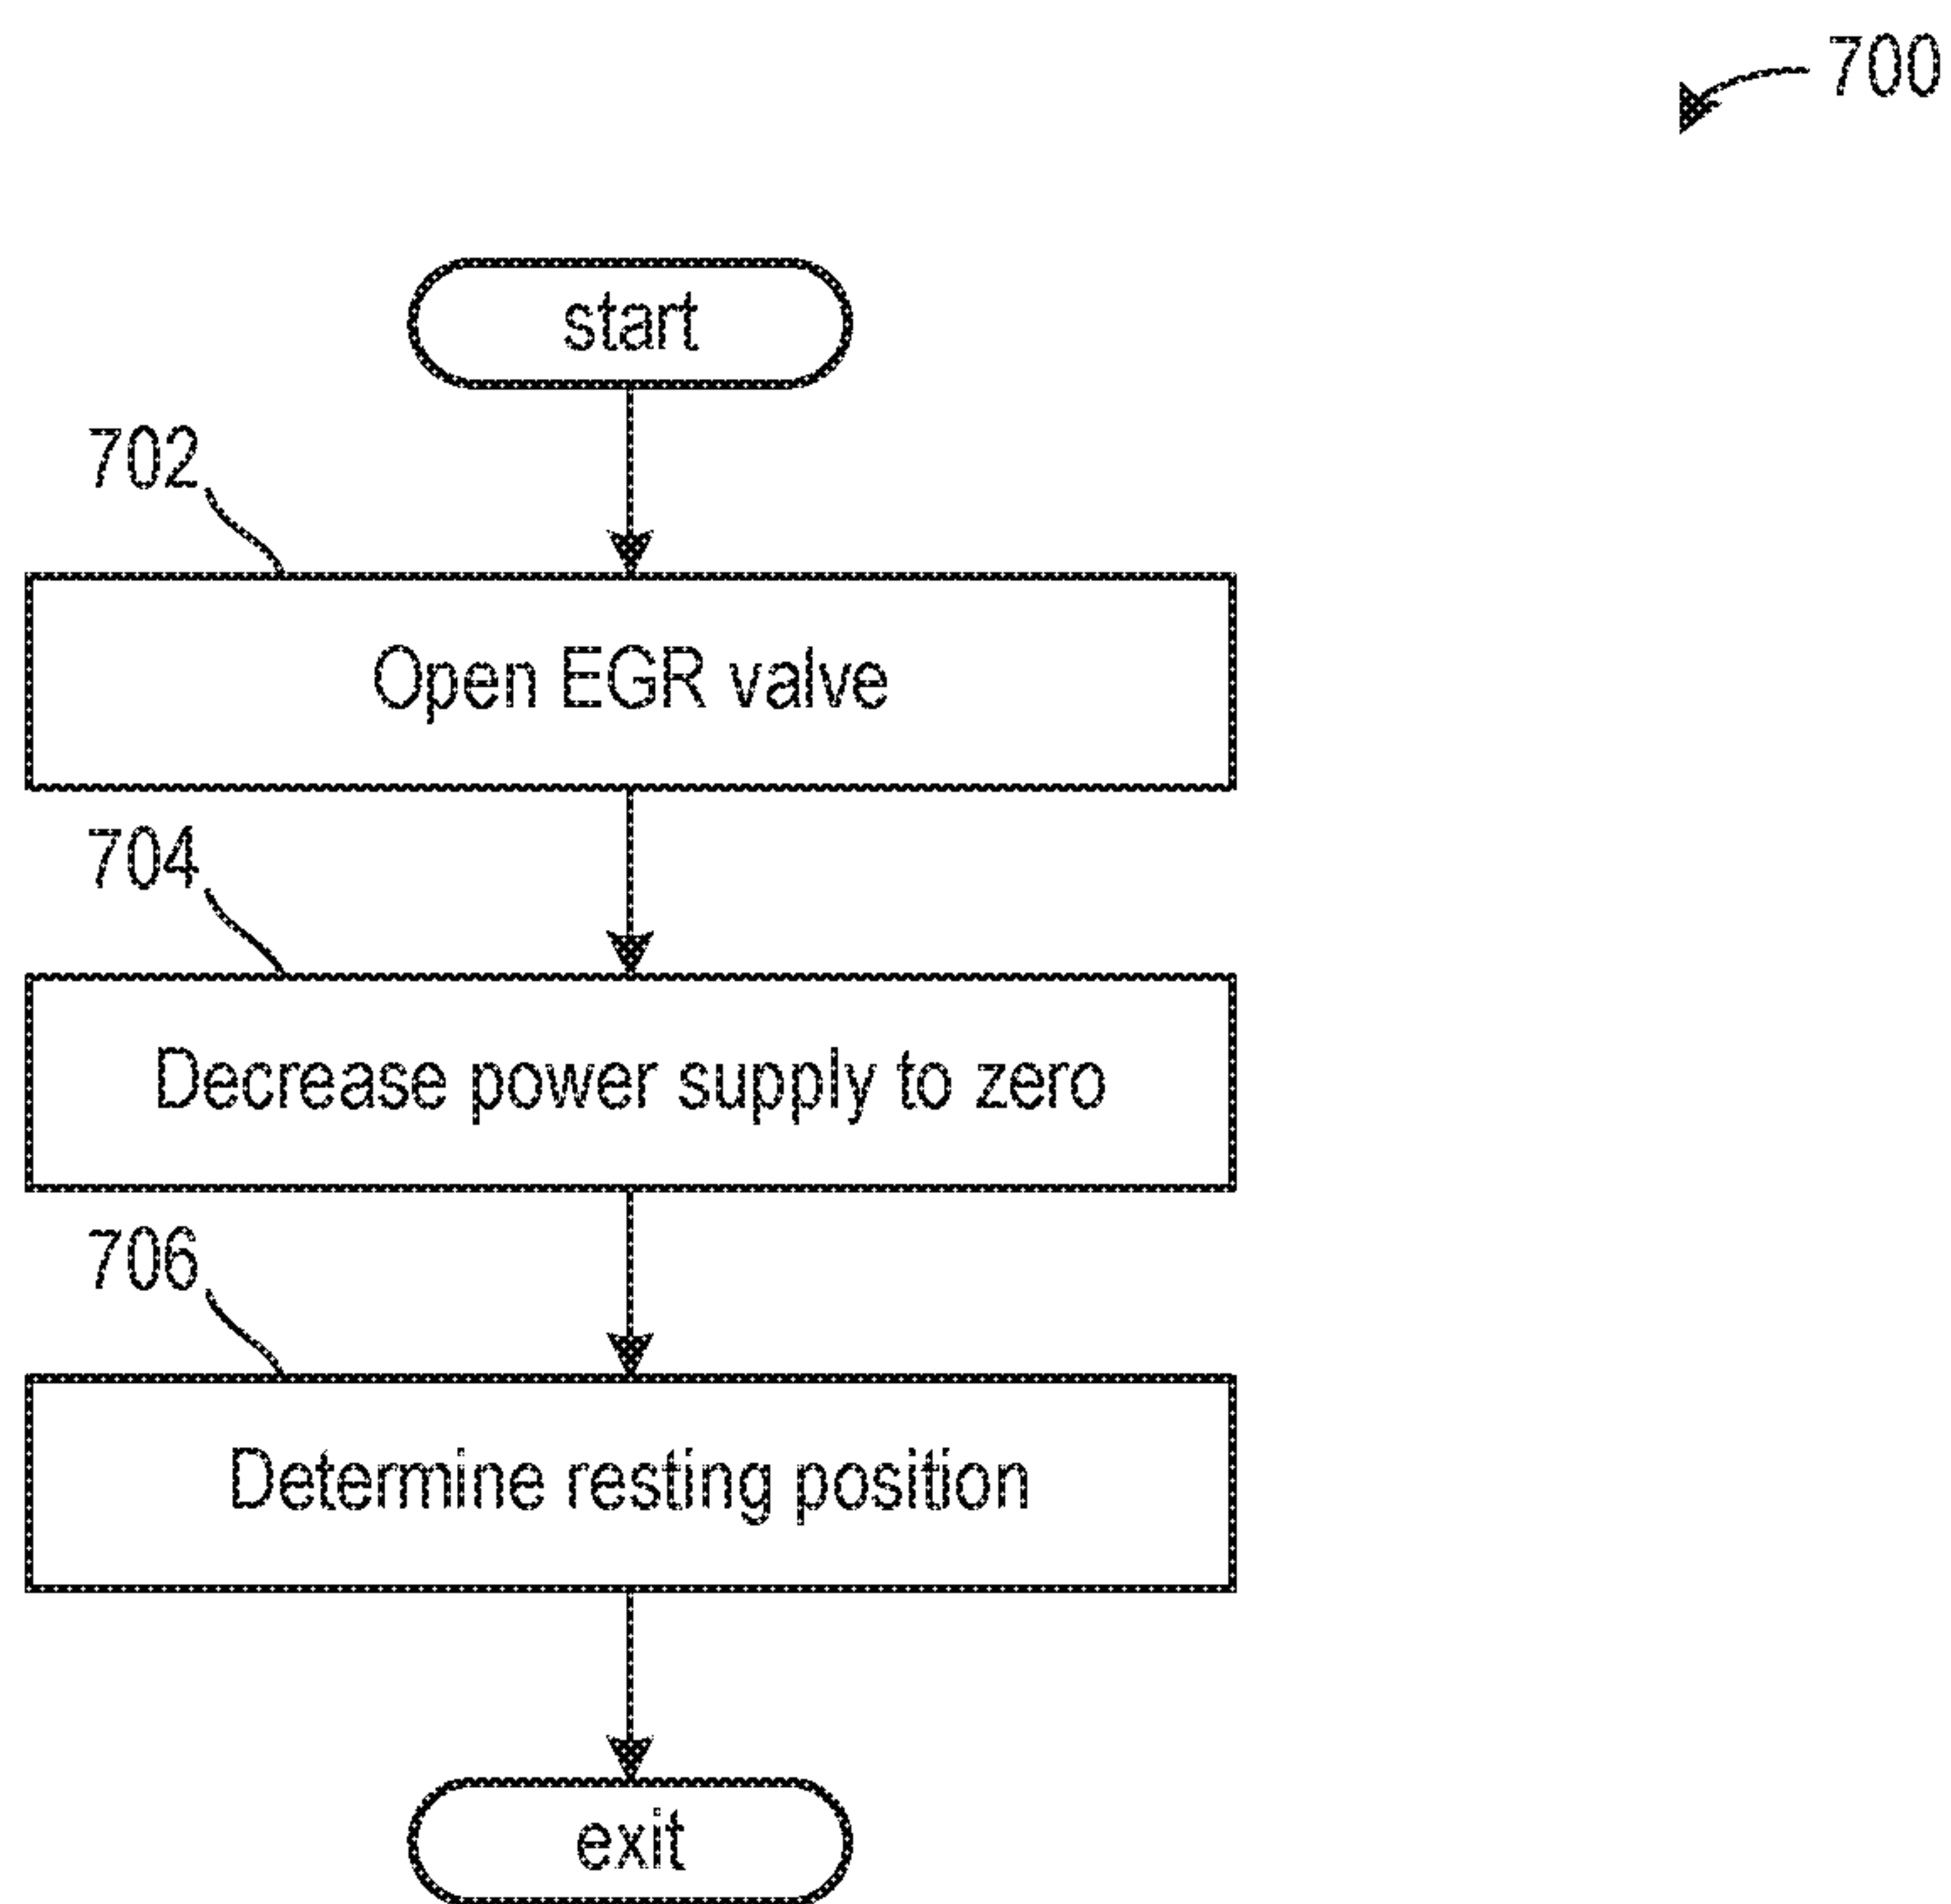 700
start
702
Open EGR valve
704
Decrease power supply to zero
706
Determine resting position
exit